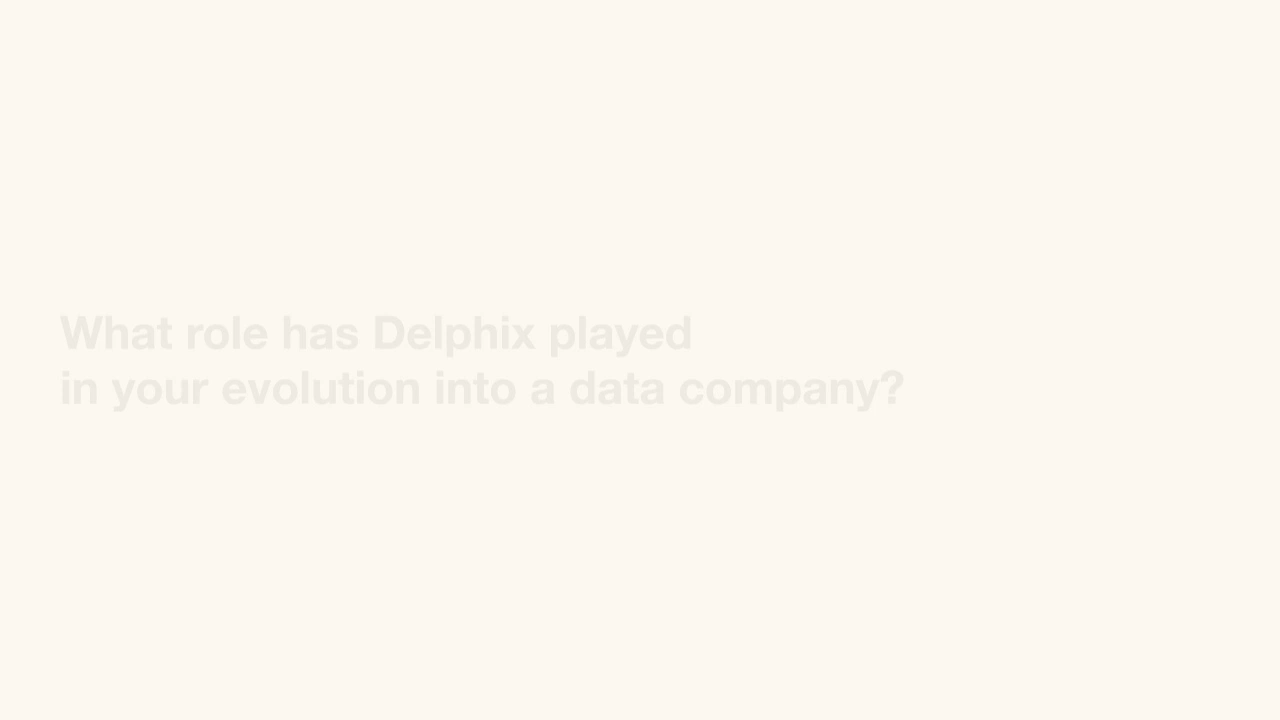 What role has Delphix played
in your evolution into a data company?